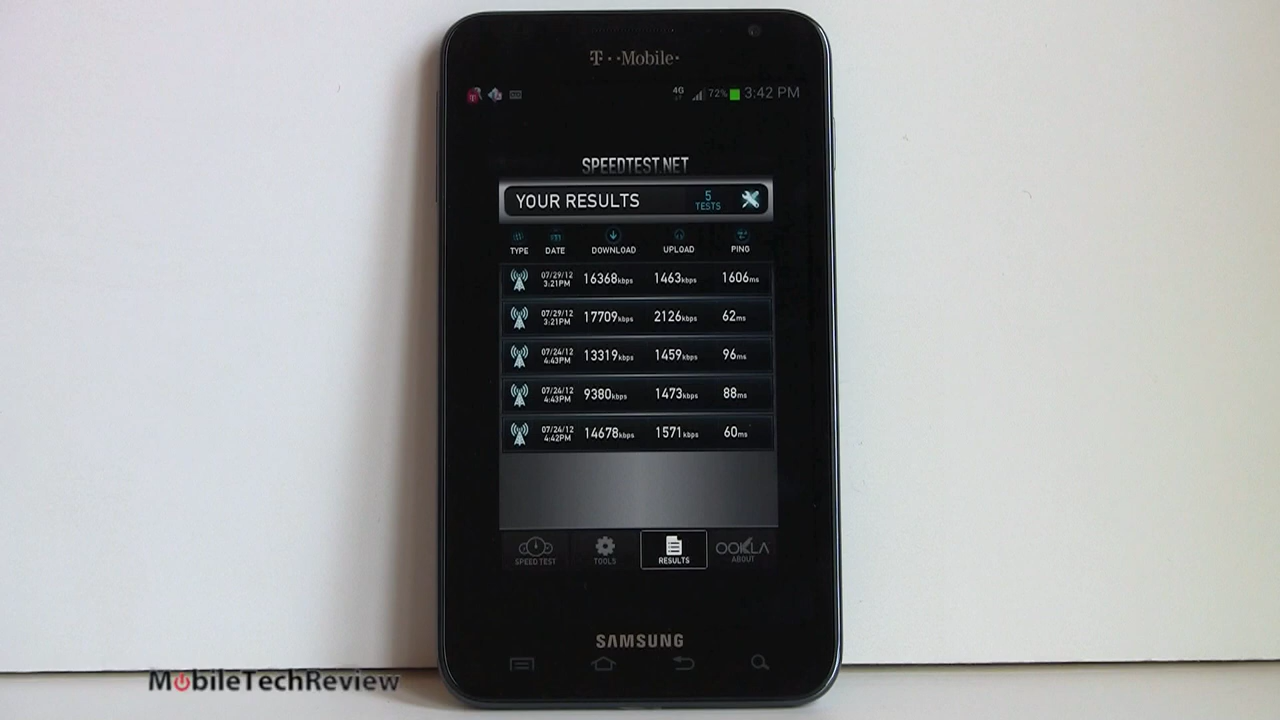 T··Mobile·
4G 72% 3:42 PM
SPEEDTEST.NET
YOUR RESULTS 5 TESTS
TYPE DATE DOWNLOAD UPLOAD PING
07/29/12 3:21PM 16368kbps 1463kbps 1606ms
07/29/12 3:21PM 17709kbps 2126kbps 62ms
07/24/12 4:43PM 13319kbps 1459kbps 96ms
07/24/12 4:43PM 9380kbps 1473kbps 88ms
07/24/12 4:42PM 14678kbps 1571kbps 60ms
SPEED TEST TOOLS RESULTS OOKLA ABOUT
SAMSUNG
MobileTechReview